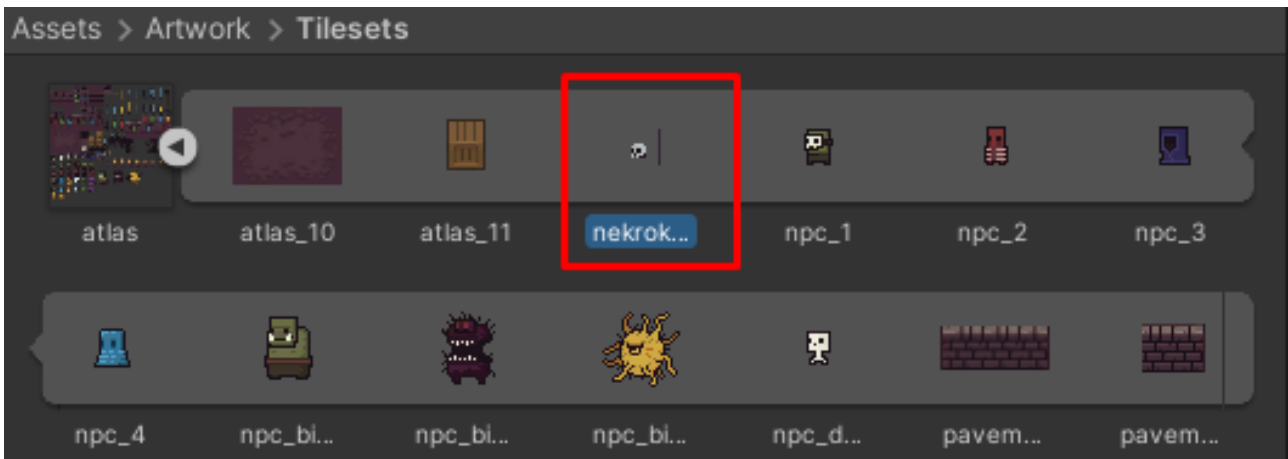 Assets > Artwork > Tilesets
atlas atlas_10 atlas_11 nekrok... npc_1 npc_2 npc_3
npc_4 npc_bi... npc_bi... npc_bi... npc_d... pavem... pavem...